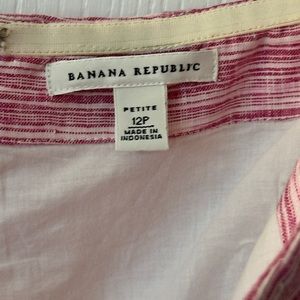 BANANA REPUBLIC
PETITE
12P
MADE IN
INDONESIA